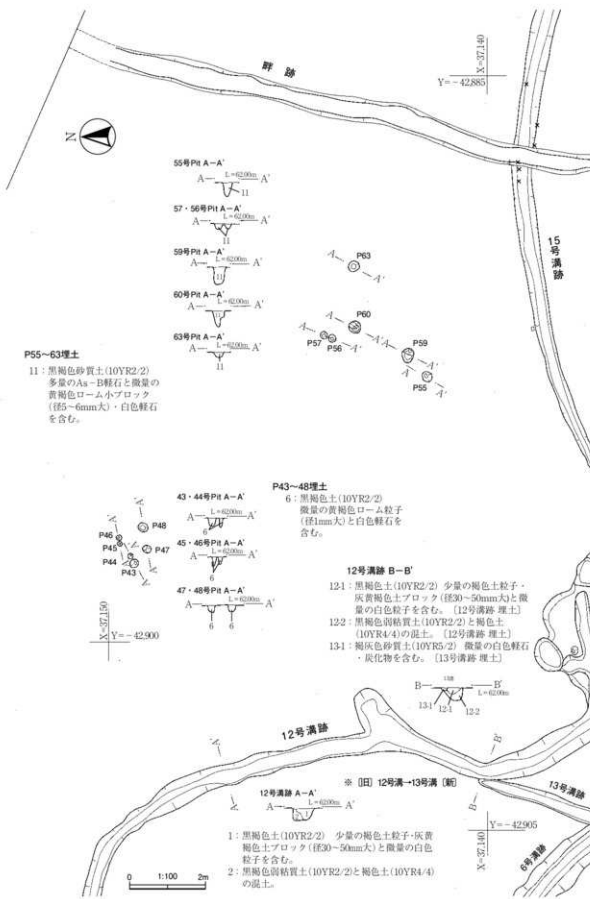 畔跡
X=37,140
Y=-42,885
N
55号Pit A-A'
A L=62.00m A'
11
57・56号Pit A-A'
A L=62.00m A'
11
59号Pit A-A'
A L=62.00m A'
11
60号Pit A-A'
A L=62.00m A'
11
63号Pit A-A'
A L=62.00m A'
11
P63
A A'
P60
A A'
P57
P56
A A'
P59
A A'
P55
A A'
15号溝跡
P55~63埋土
11：黒褐色砂質土(10YR2/2)
多量のAs-B軽石と微量の
黄褐色ローム小ブロック
(径5~6mm大)・白色軽石
を含む。
P43~48埋土
6：黒褐色土(10YR2/2)
微量の黄褐色ローム粒子
(径1mm大)と白色軽石を
含む。
43・44号Pit A-A'
A L=62.00m A'
6
45・46号Pit A-A'
A L=62.00m A'
6
47・48号Pit A-A'
A L=62.00m A'
6 6
P48
P46
P45
P47
P44
P43
X=37,150
Y=-42,900
12号溝跡 B-B'
12-1：黒褐色土(10YR2/2) 少量の褐色土粒子・
灰黄褐色土ブロック(径30~50mm大)と微
量の白色粒子を含む。［12号溝跡 埋土］
12-2：黒褐色弱粘質土(10YR2/2)と褐色土
(10YR4/4)の混土。［12号溝跡 埋土］
13-1：褐灰色砂質土(10YR5/2) 微量の白色軽石
・炭化物を含む。［13号溝跡 埋土］
B B'
L=62.00m
13-1 12-1 12-2
12号溝跡
A A'
B B'
※［旧］12号溝→13号溝［新］
13号溝跡
12号溝跡 A-A'
A L=62.00m A'
Y=-42,905
X=37,140
6号溝跡
1：黒褐色土(10YR2/2) 少量の褐色土粒子・灰黄
褐色土ブロック(径30~50mm大)と微量の白色
粒子を含む。
2：黒褐色弱粘質土(10YR2/2)と褐色土(10YR4/4)
の混土。
0 1:100 2m